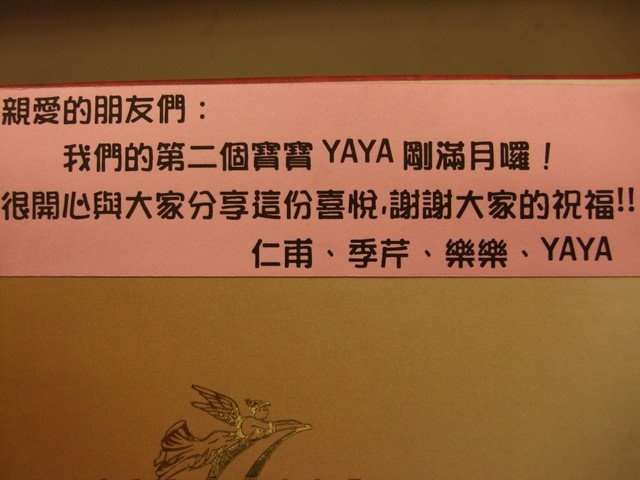 親愛的朋友們：
我們的第二個寶寶 YAYA 剛滿月囉！
很開心與大家分享這份喜悅,謝謝大家的祝福!!
仁甫、季芹、樂樂、YAYA